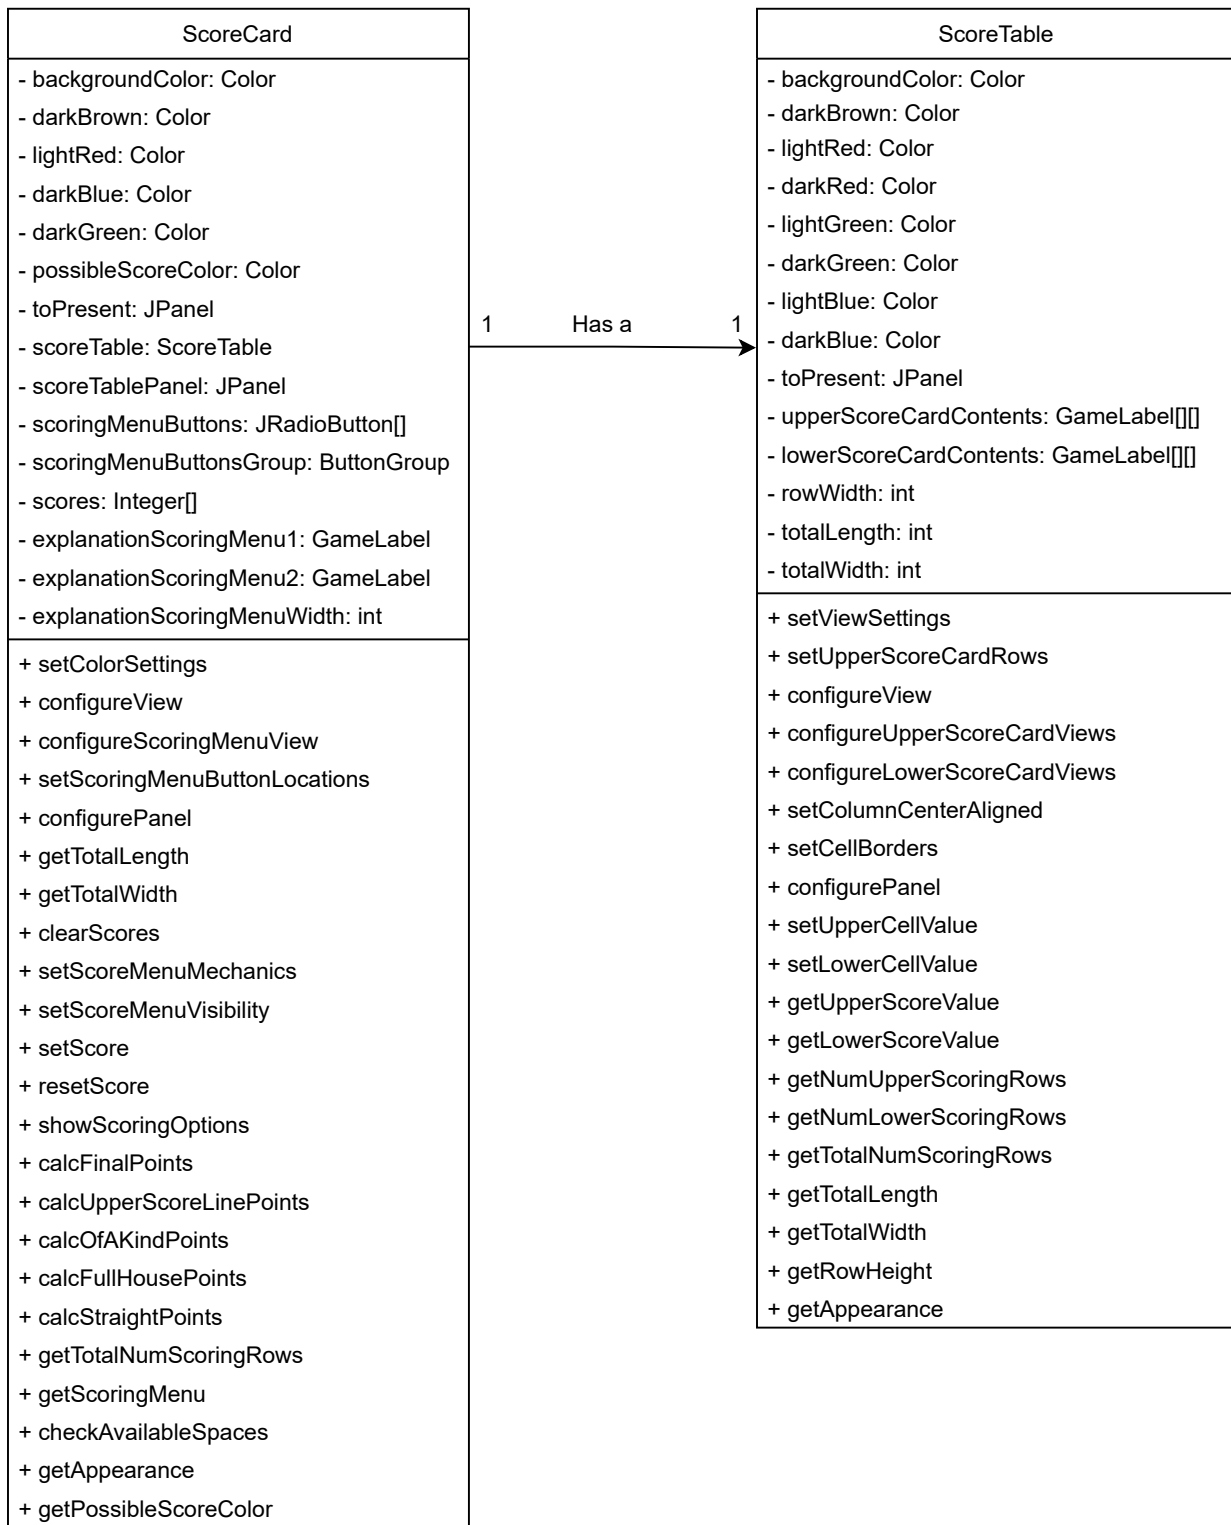 ScoreCard
- backgroundColor: Color
- darkBrown: Color
- lightRed: Color
- darkBlue: Color
- darkGreen: Color
- possibleScoreColor: Color
- toPresent: JPanel
- scoreTable: ScoreTable
- scoreTablePanel: JPanel
- scoringMenuButtons: JRadioButton[]
- scoringMenuButtonsGroup: ButtonGroup
- scores: Integer[]
- explanationScoringMenu1: GameLabel
- explanationScoringMenu2: GameLabel
- explanationScoringMenuWidth: int
+ setColorSettings
+ configureView
+ configureScoringMenuView
+ setScoringMenuButtonLocations
+ configurePanel
+ getTotalLength
+ getTotalWidth
+ clearScores
+ setScoreMenuMechanics
+ setScoreMenuVisibility
+ setScore
+ resetScore
+ showScoringOptions
+ calcFinalPoints
+ calcUpperScoreLinePoints
+ calcOfAKindPoints
+ calcFullHousePoints
+ calcStraightPoints
+ getTotalNumScoringRows
+ getScoringMenu
+ checkAvailableSpaces
+ getAppearance
+ getPossibleScoreColor
1 Has a 1
ScoreTable
- backgroundColor: Color
- darkBrown: Color
- lightRed: Color
- darkRed: Color
- lightGreen: Color
- darkGreen: Color
- lightBlue: Color
- darkBlue: Color
- toPresent: JPanel
- upperScoreCardContents: GameLabel[][]
- lowerScoreCardContents: GameLabel[][]
- rowWidth: int
- totalLength: int
- totalWidth: int
+ setViewSettings
+ setUpperScoreCardRows
+ configureView
+ configureUpperScoreCardViews
+ configureLowerScoreCardViews
+ setColumnCenterAligned
+ setCellBorders
+ configurePanel
+ setUpperCellValue
+ setLowerCellValue
+ getUpperScoreValue
+ getLowerScoreValue
+ getNumUpperScoringRows
+ getNumLowerScoringRows
+ getTotalNumScoringRows
+ getTotalLength
+ getTotalWidth
+ getRowHeight
+ getAppearance